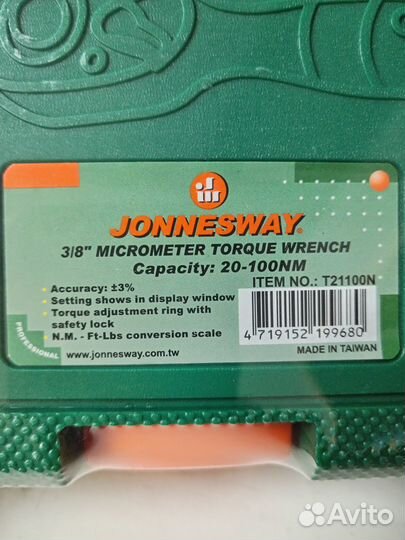 JONNESWAY®
3/8" MICROMETER TORQUE WRENCH
Capacity: 20-100NM
ITEM NO.: T21100N
• Accuracy: ±3%
• Setting shows in display window
• Torque adjustment ring with
safety lock
• N.M. - Ft-Lbs conversion scale
4 719152 199680
PROFESSIONAL
www.jonnesway.com.tw
MADE IN TAIWAN
Avito